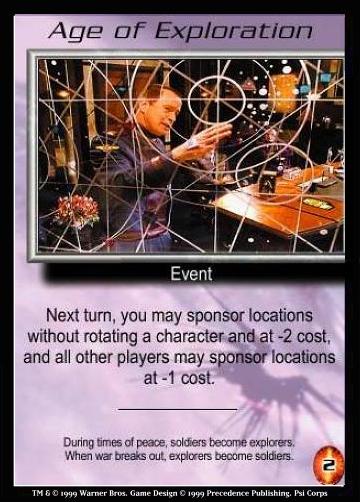 Age of Exploration
Event
Next turn, you may sponsor locations
without rotating a character and at -2 cost,
and all other players may sponsor locations
at -1 cost.
During times of peace, soldiers become explorers.
When war breaks out, explorers become soldiers.
2
TM & © 1999 Warner Bros. Game Design © 1999 Precedence Publishing. Psi Corps